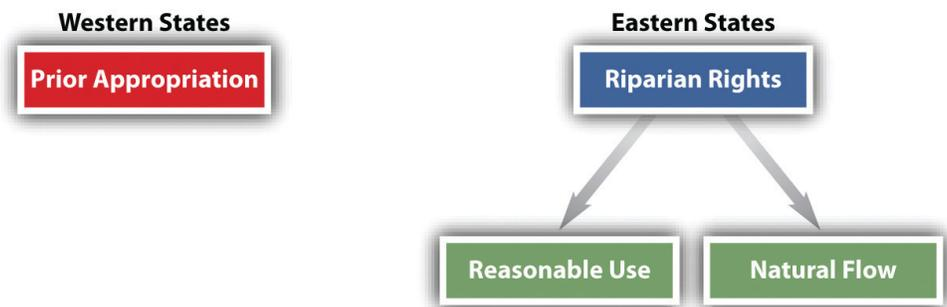 Western States
Prior Appropriation
Eastern States
Riparian Rights
Reasonable Use
Natural Flow